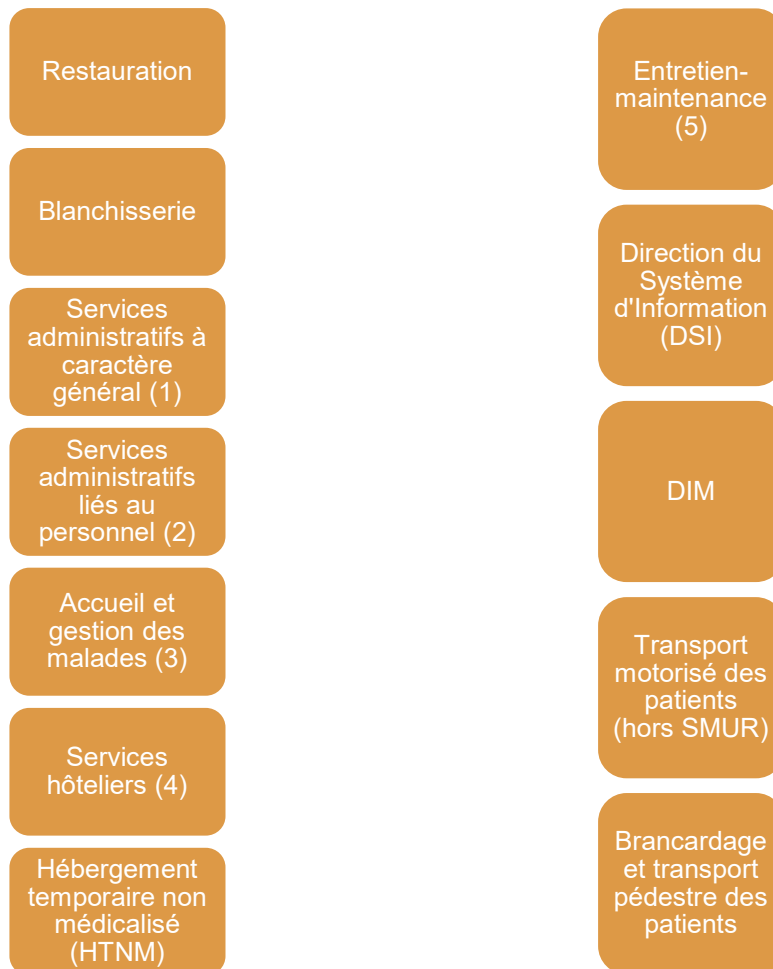 Restauration
Blanchisserie
Services
administratifs à
caractère
général (1)
Services
administratifs
liés au
personnel (2)
Accueil et
gestion des
malades (3)
Services
hôteliers (4)
Hébergement
temporaire non
médicalisé
(HTNM)
Entretien-
maintenance
(5)
Direction du
Système
d'Information
(DSI)
DIM
Transport
motorisé des
patients
(hors SMUR)
Brancardage
et transport
pédestre des
patients